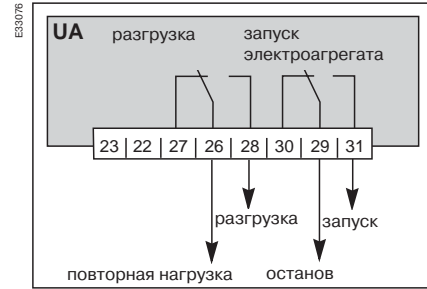 E33076
UA
разгрузка
запуск
электроагрегата
23 | 22 | 27 | 26 | 28 | 30 | 29 | 31
разгрузка
запуск
повторная нагрузка
останов